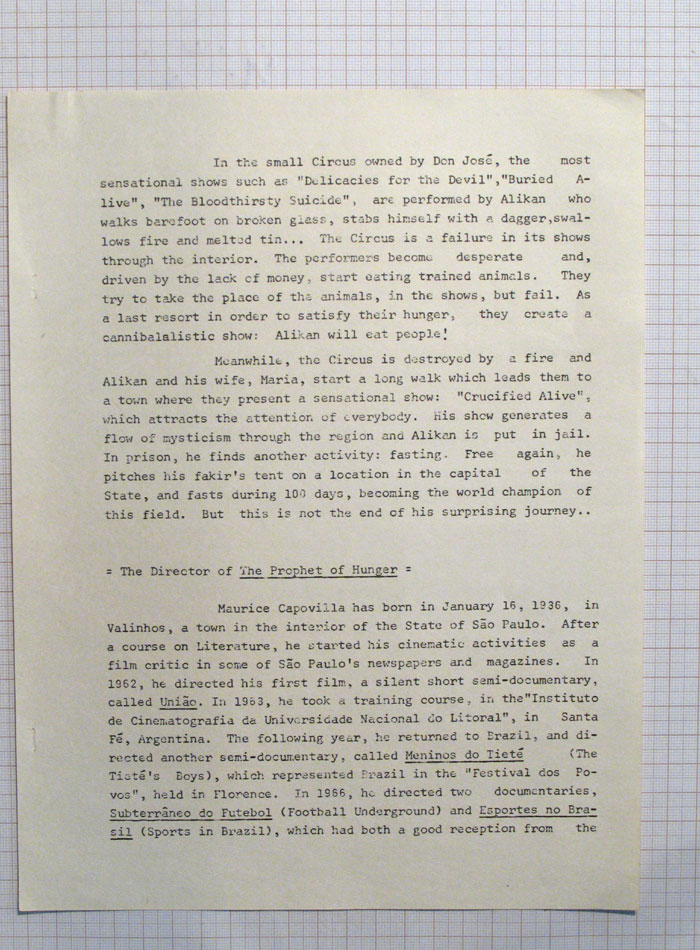 In the small Circus owned by Don José, the most
sensational shows such as "Delicacies for the Devil","Buried A-
live", "The Bloodthirsty Suicide", are performed by Alikan who
walks barefoot on broken glass, stabs himself with a dagger,swal-
lows fire and melted tin... The Circus is a failure in its shows
through the interior. The performers become desperate and,
driven by the lack of money, start eating trained animals. They
try to take the place of the animals, in the shows, but fail. As
a last resort in order to satisfy their hunger, they create a
cannibalalistic show: Alikan will eat people!
Meanwhile, the Circus is destroyed by a fire and
Alikan and his wife, Maria, start a long walk which leads them to
a town where they present a sensational show: "Crucified Alive",
which attracts the attention of everybody. His show generates a
flow of mysticism through the region and Alikan is put in jail.
In prison, he finds another activity: fasting. Free again, he
pitches his fakir's tent on a location in the capital of the
State, and fasts during 100 days, becoming the world champion of
this field. But this is not the end of his surprising journey..
= The Director of The Prophet of Hunger =
Maurice Capovilla has born in January 16, 1936, in
Valinhos, a town in the interior of the State of São Paulo. After
a course on Literature, he started his cinematic activities as a
film critic in some of São Paulo's newspapers and magazines. In
1962, he directed his first film, a silent short semi-documentary,
called União. In 1963, he took a training course, in the"Instituto
de Cinematografia da Universidade Nacional do Litoral", in Santa
Fé, Argentina. The following year, he returned to Brazil, and di-
rected another semi-documentary, called Meninos do Tieté (The
Tieté's Boys), which represented Brazil in the "Festival dos Po-
vos", held in Florence. In 1966, he directed two documentaries,
Subterrâneo do Futebol (Football Underground) and Esportes no Bra-
sil (Sports in Brazil), which had both a good reception from the